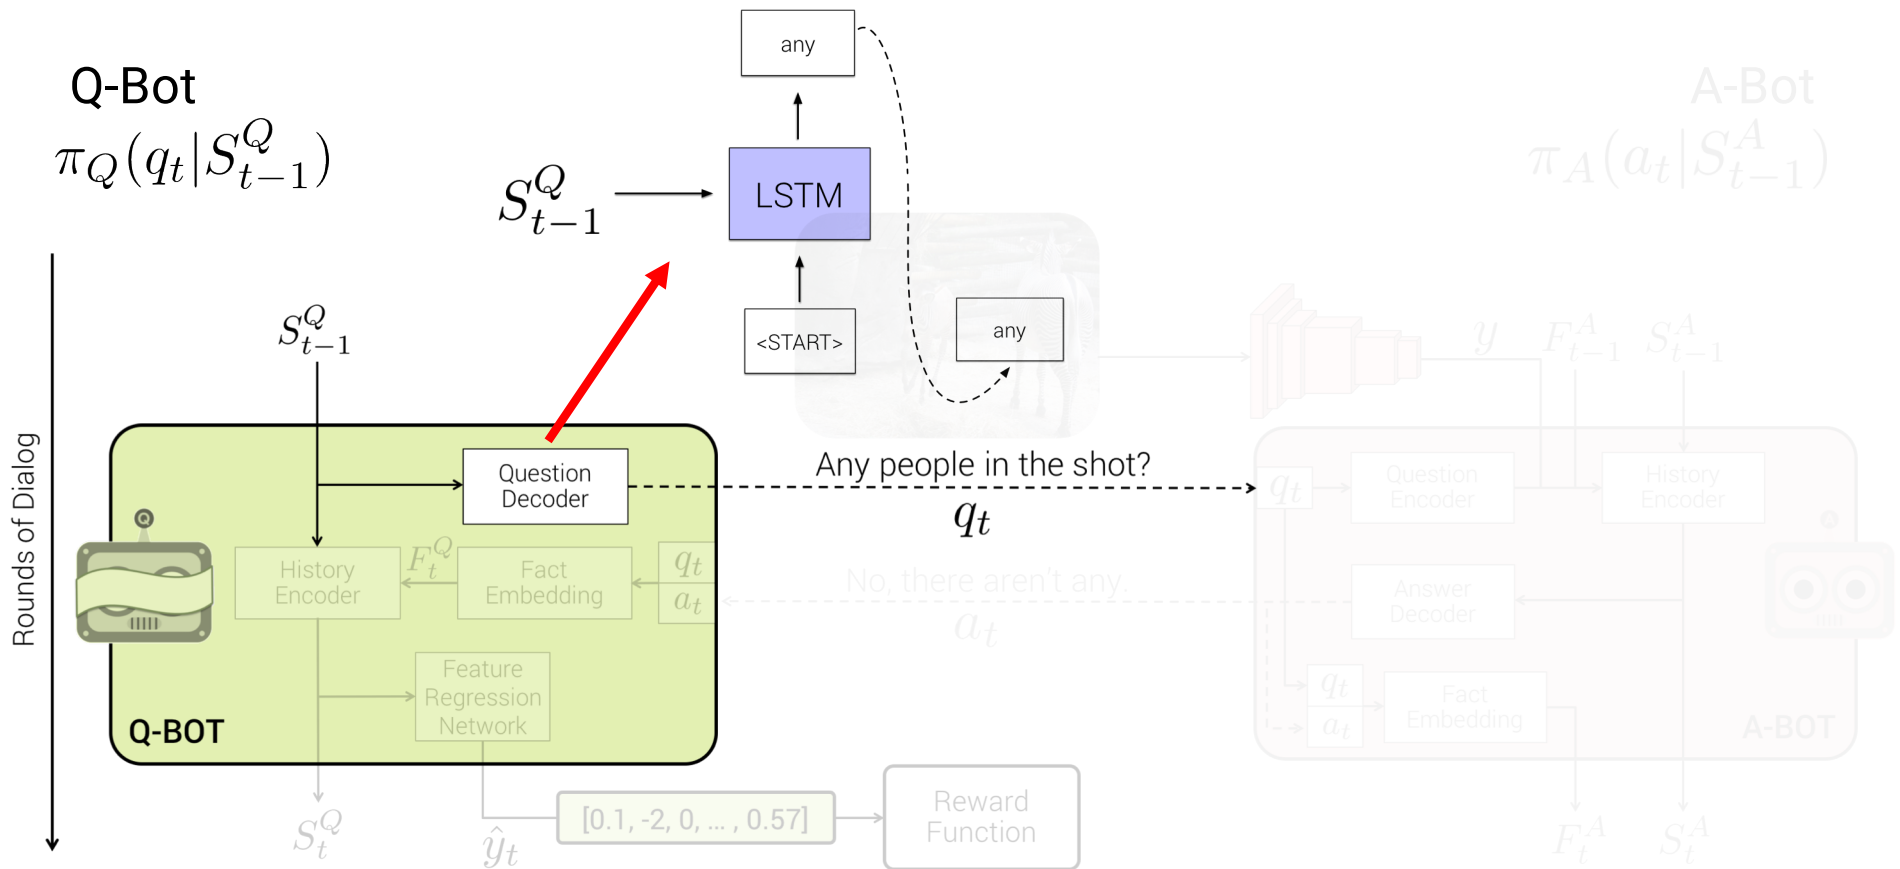 any
Q-Bot
A-Bot
π_Q(q_t|S^Q_{t−1})
π_A(a_t|S^A_{t−1})
S^Q_{t−1}
LSTM
<START>
any
S^Q_{t−1}
y
F^A_{t−1}
S^A_{t−1}
Rounds of Dialog
Question
Decoder
Any people in the shot?
q_t
q_t
Question
Encoder
History
Encoder
Q
History
Encoder
F^Q_t
Fact
Embedding
q_t
a_t
No, there aren't any.
a_t
Answer
Decoder
A
Feature
Regression
Network
Q-BOT
q_t
a_t
Fact
Embedding
A-BOT
S^Q_t
ŷ_t
[0.1, -2, 0, ... , 0.57]
Reward
Function
F^A_t
S^A_t